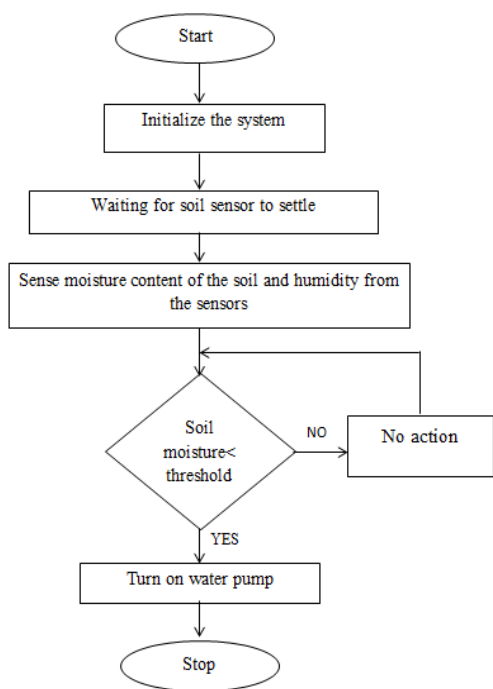 Start
Initialize the system
Waiting for soil sensor to settle
Sense moisture content of the soil and humidity from
the sensors
Soil
moisture<
threshold
NO
No action
YES
Turn on water pump
Stop